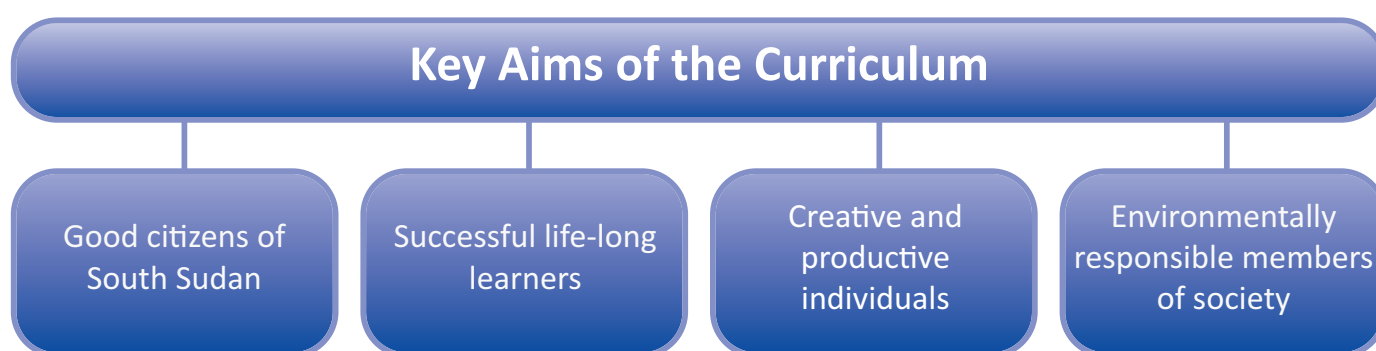 Key Aims of the Curriculum
Good citizens of
South Sudan
Successful life-long
learners
Creative and
productive
individuals
Environmentally
responsible members
of society